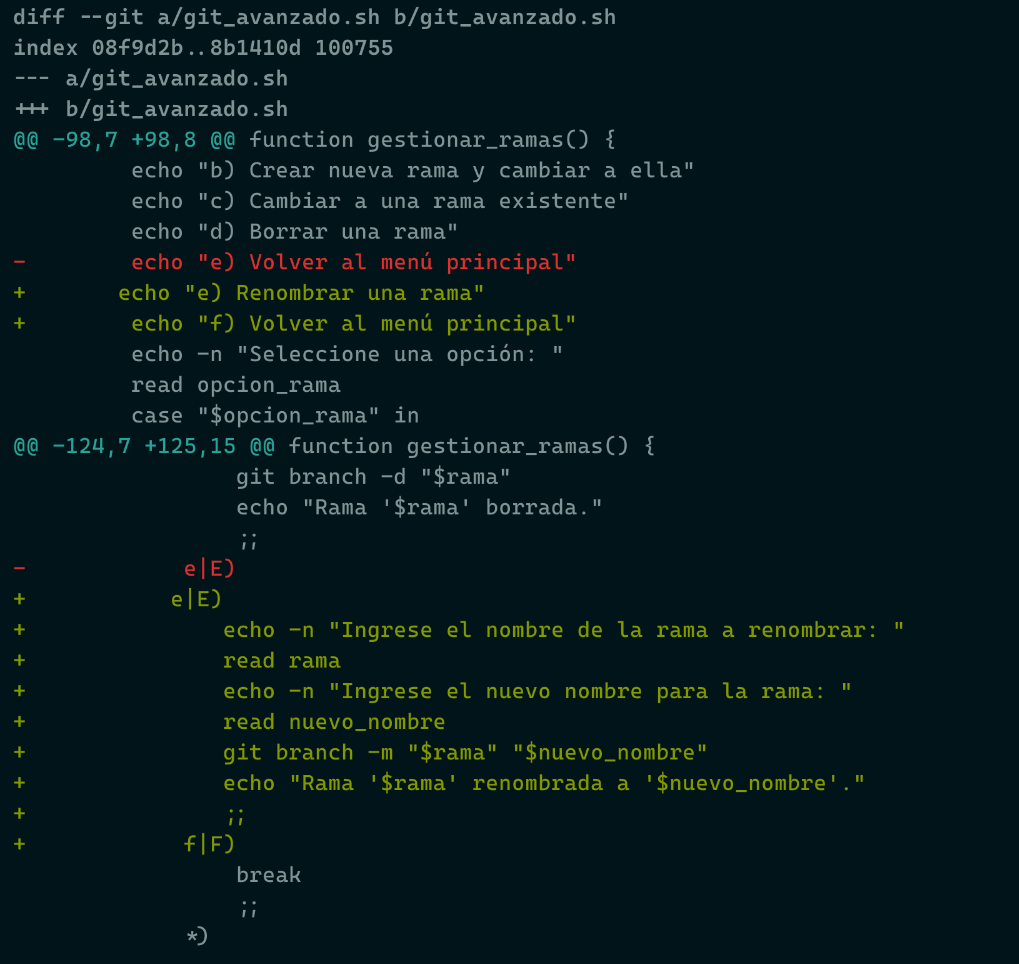 diff --git a/git_avanzado.sh b/git_avanzado.sh
index 08f9d2b..8b1410d 100755
--- a/git_avanzado.sh
+++ b/git_avanzado.sh
@@ -98,7 +98,8 @@ function gestionar_ramas() {
         echo "b) Crear nueva rama y cambiar a ella"
         echo "c) Cambiar a una rama existente"
         echo "d) Borrar una rama"
-        echo "e) Volver al menú principal"
+       echo "e) Renombrar una rama"
+        echo "f) Volver al menú principal"
         echo -n "Seleccione una opción: "
         read opcion_rama
         case "$opcion_rama" in
@@ -124,7 +125,15 @@ function gestionar_ramas() {
                 git branch -d "$rama"
                 echo "Rama '$rama' borrada."
                 ;;
-            e|E)
+           e|E)
+               echo -n "Ingrese el nombre de la rama a renombrar: "
+               read rama
+               echo -n "Ingrese el nuevo nombre para la rama: "
+               read nuevo_nombre
+               git branch -m "$rama" "$nuevo_nombre"
+               echo "Rama '$rama' renombrada a '$nuevo_nombre'."
+               ;;
+            f|F)
                 break
                 ;;
             *)